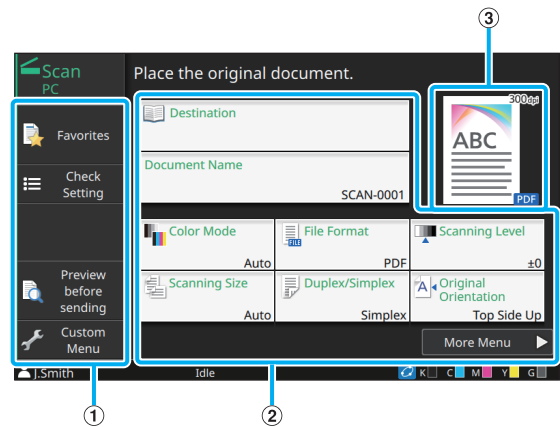 ③
Scan
PC
Place the original document.
Favorites
Check
Setting
Preview
before
sending
Custom
Menu
Destination
Document Name
SCAN-0001
300dpi
ABC
PDF
Color Mode
Auto
FILE
File Format
PDF
Scanning Level
±0
Scanning Size
Auto
Duplex/Simplex
Simplex
A
Original
Orientation
Top Side Up
More Menu
J.Smith
Idle
K C M Y G
① ②